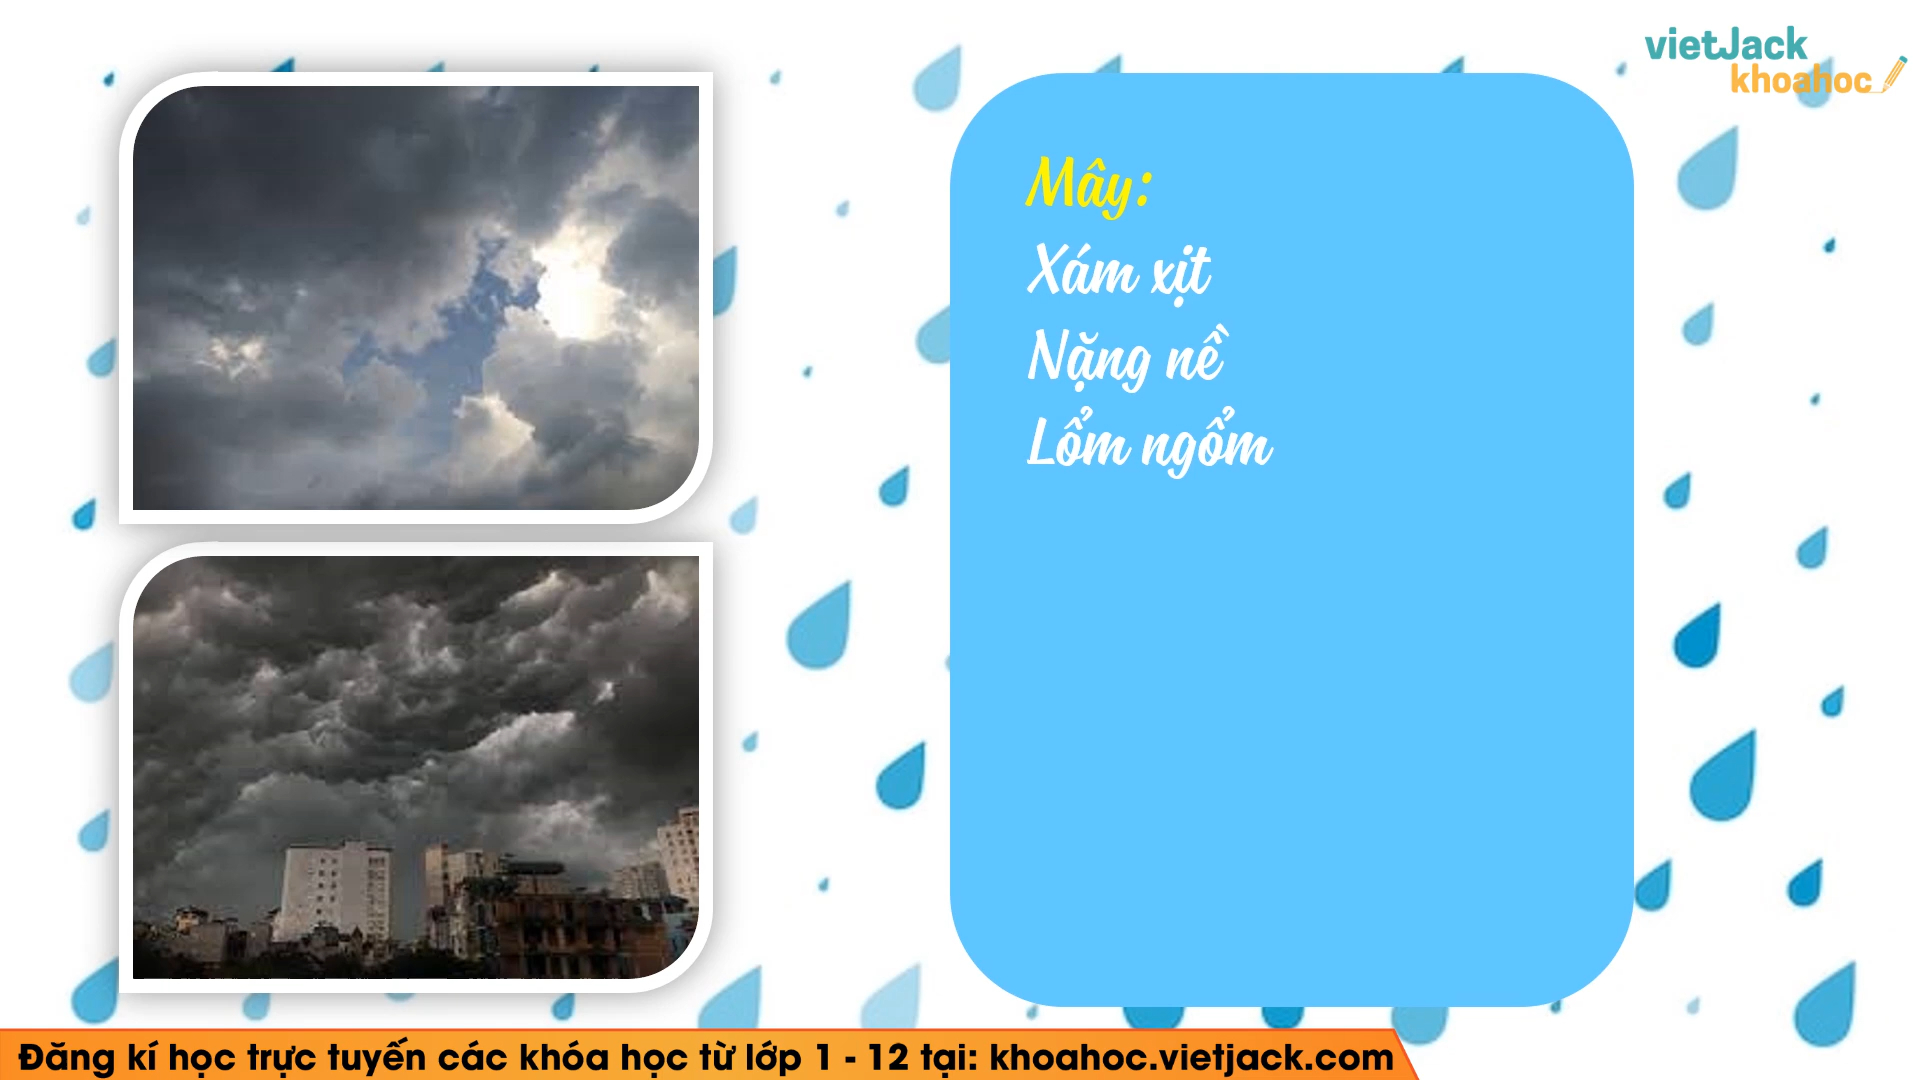 vietJack
khoahoc
Mây:
Xám xịt
Nặng nề
Lổm ngổm
Đăng kí học trực tuyến các khóa học từ lớp 1 - 12 tại: khoahoc.vietjack.com